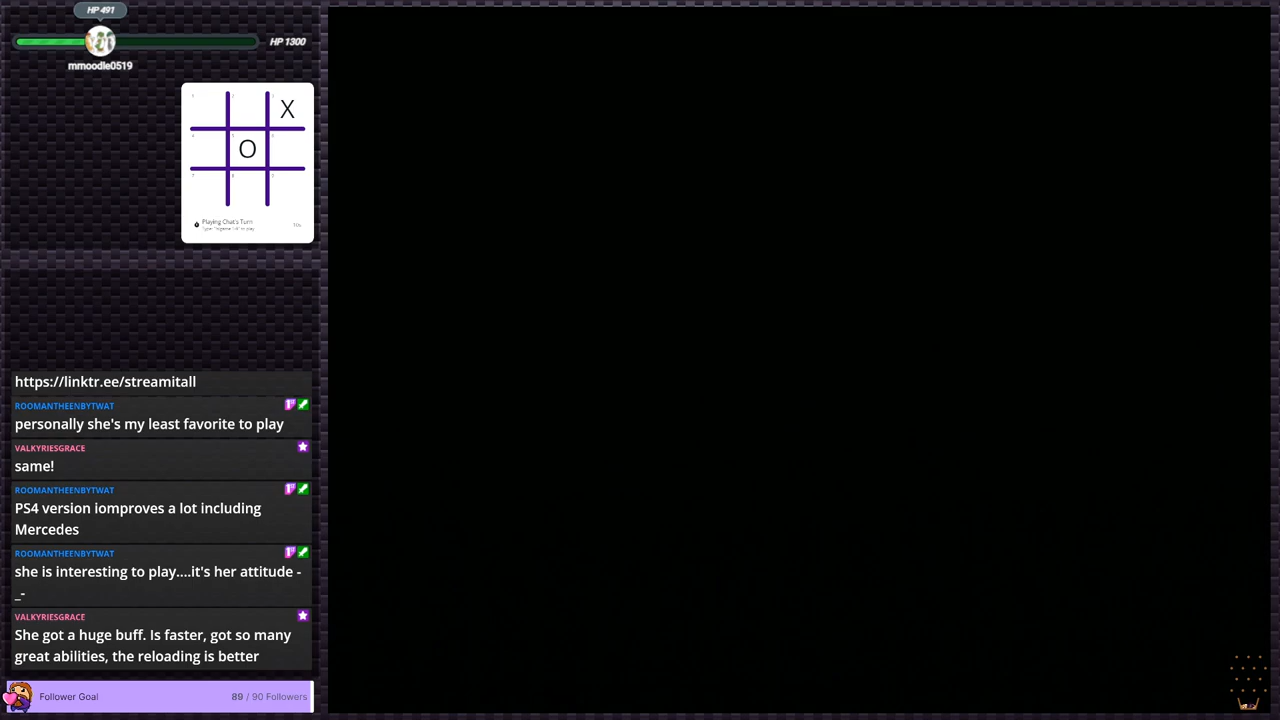 HP 491
HP 1300
mmoodle0519
X
O
Playing Chat's Turn
10s
https://linktr.ee/streamitall
ROOMANTHEENBYTWAT
personally she's my least favorite to play
VALKYRIESGRACE
same!
ROOMANTHEENBYTWAT
PS4 version iomproves a lot including
Mercedes
ROOMANTHEENBYTWAT
she is interesting to play....it's her attitude -
_-
VALKYRIESGRACE
She got a huge buff. Is faster, got so many
great abilities, the reloading is better
Follower Goal
89 / 90 Followers